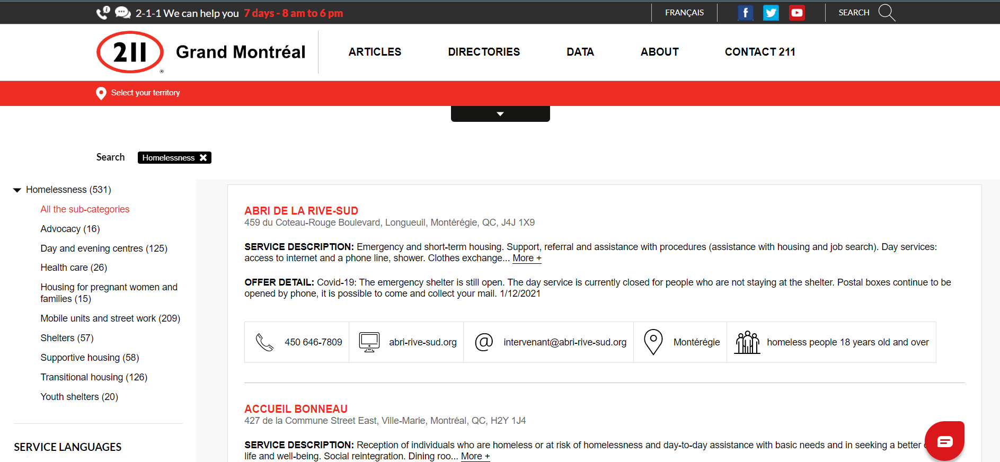 2-1-1 We can help you 7 days - 8 am to 6 pm
FRANÇAIS
SEARCH
211 ®
Grand Montréal
ARTICLES
DIRECTORIES
DATA
ABOUT
CONTACT 211
Select your territory
Search
Homelessness
Homelessness (531)
All the sub-categories
Advocacy (16)
Day and evening centres (125)
Health care (26)
Housing for pregnant women and
families (15)
Mobile units and street work (209)
Shelters (57)
Supportive housing (58)
Transitional housing (126)
Youth shelters (20)
SERVICE LANGUAGES
ABRI DE LA RIVE-SUD
459 du Coteau-Rouge Boulevard, Longueuil, Montérégie, QC, J4J 1X9
SERVICE DESCRIPTION: Emergency and short-term housing. Support, referral and assistance with procedures (assistance with housing and job search). Day services:
access to internet and a phone line, shower. Clothes exchange... More +
OFFER DETAIL: Covid-19: The emergency shelter is still open. The day service is currently closed for people who are not staying at the shelter. Postal boxes continue to be
opened by phone, it is possible to come and collect your mail. 1/12/2021
450 646-7809
abri-rive-sud.org
@ intervenant@abri-rive-sud.org
Montérégie
homeless people 18 years old and over
ACCUEIL BONNEAU
427 de la Commune Street East, Ville-Marie, Montréal, QC, H2Y 1J4
SERVICE DESCRIPTION: Reception of individuals who are homeless or at risk of homelessness and day-to-day assistance with basic needs and in seeking a better
life and well-being. Social reintegration. Dining roo... More +